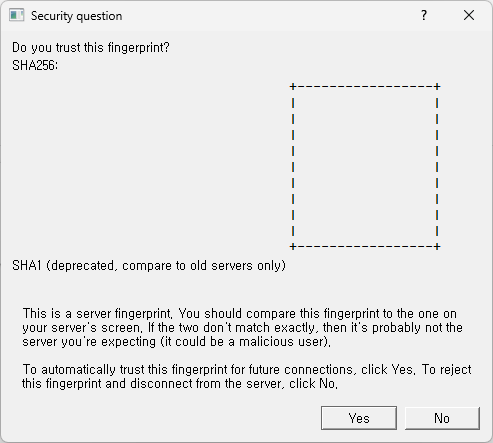 Security question
Do you trust this fingerprint?
SHA256:
+-----------------+
|                 |
|                 |
|                 |
|                 |
|                 |
|                 |
|                 |
|                 |
|                 |
+-----------------+
SHA1 (deprecated, compare to old servers only)
This is a server fingerprint. You should compare this fingerprint to the one on
your server's screen. If the two don't match exactly, then it's probably not the
server you're expecting (it could be a malicious user).
To automatically trust this fingerprint for future connections, click Yes. To reject
this fingerprint and disconnect from the server, click No.
Yes
No